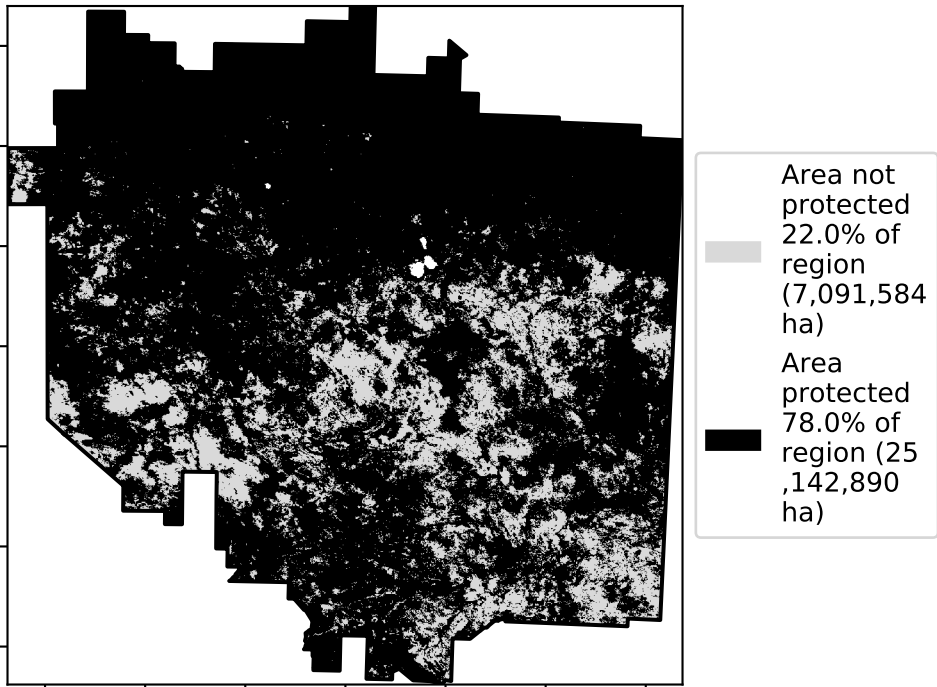 Area not
protected
22.0% of
region
(7,091,584
ha)
Area
protected
78.0% of
region (25
,142,890
ha)